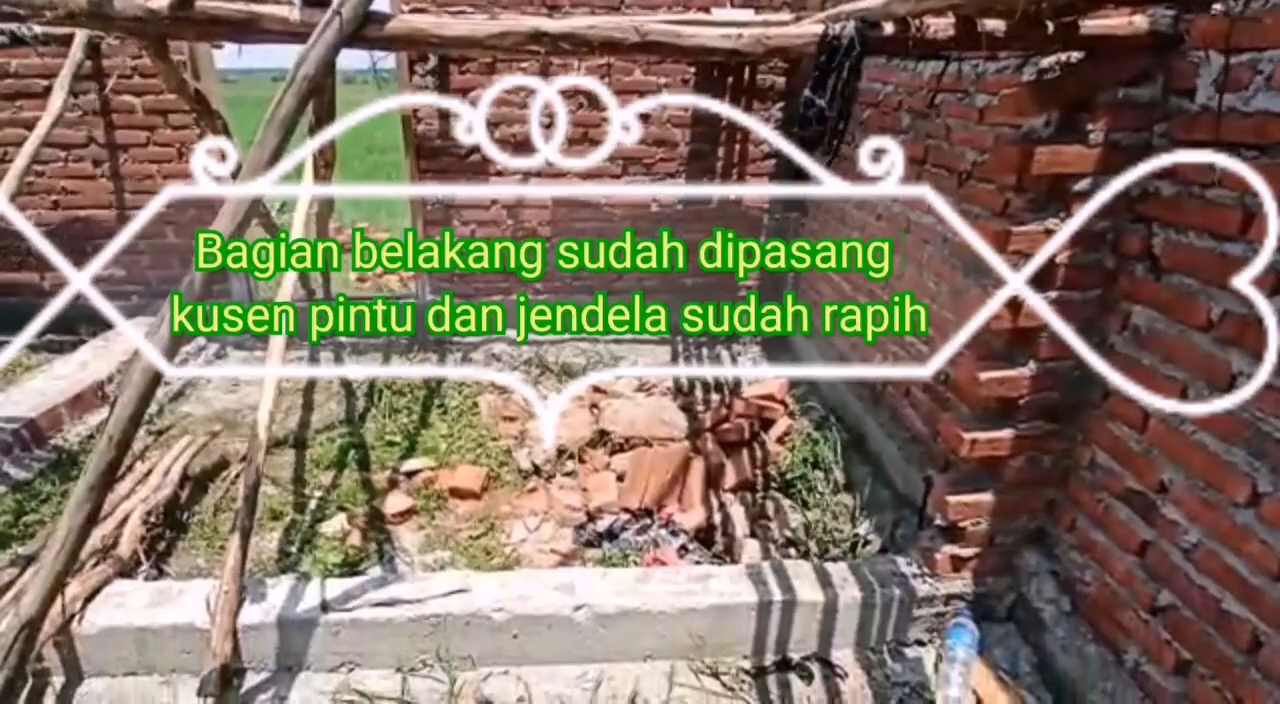 Bagian belakang sudah dipasang
kusen pintu dan jendela sudah rapih